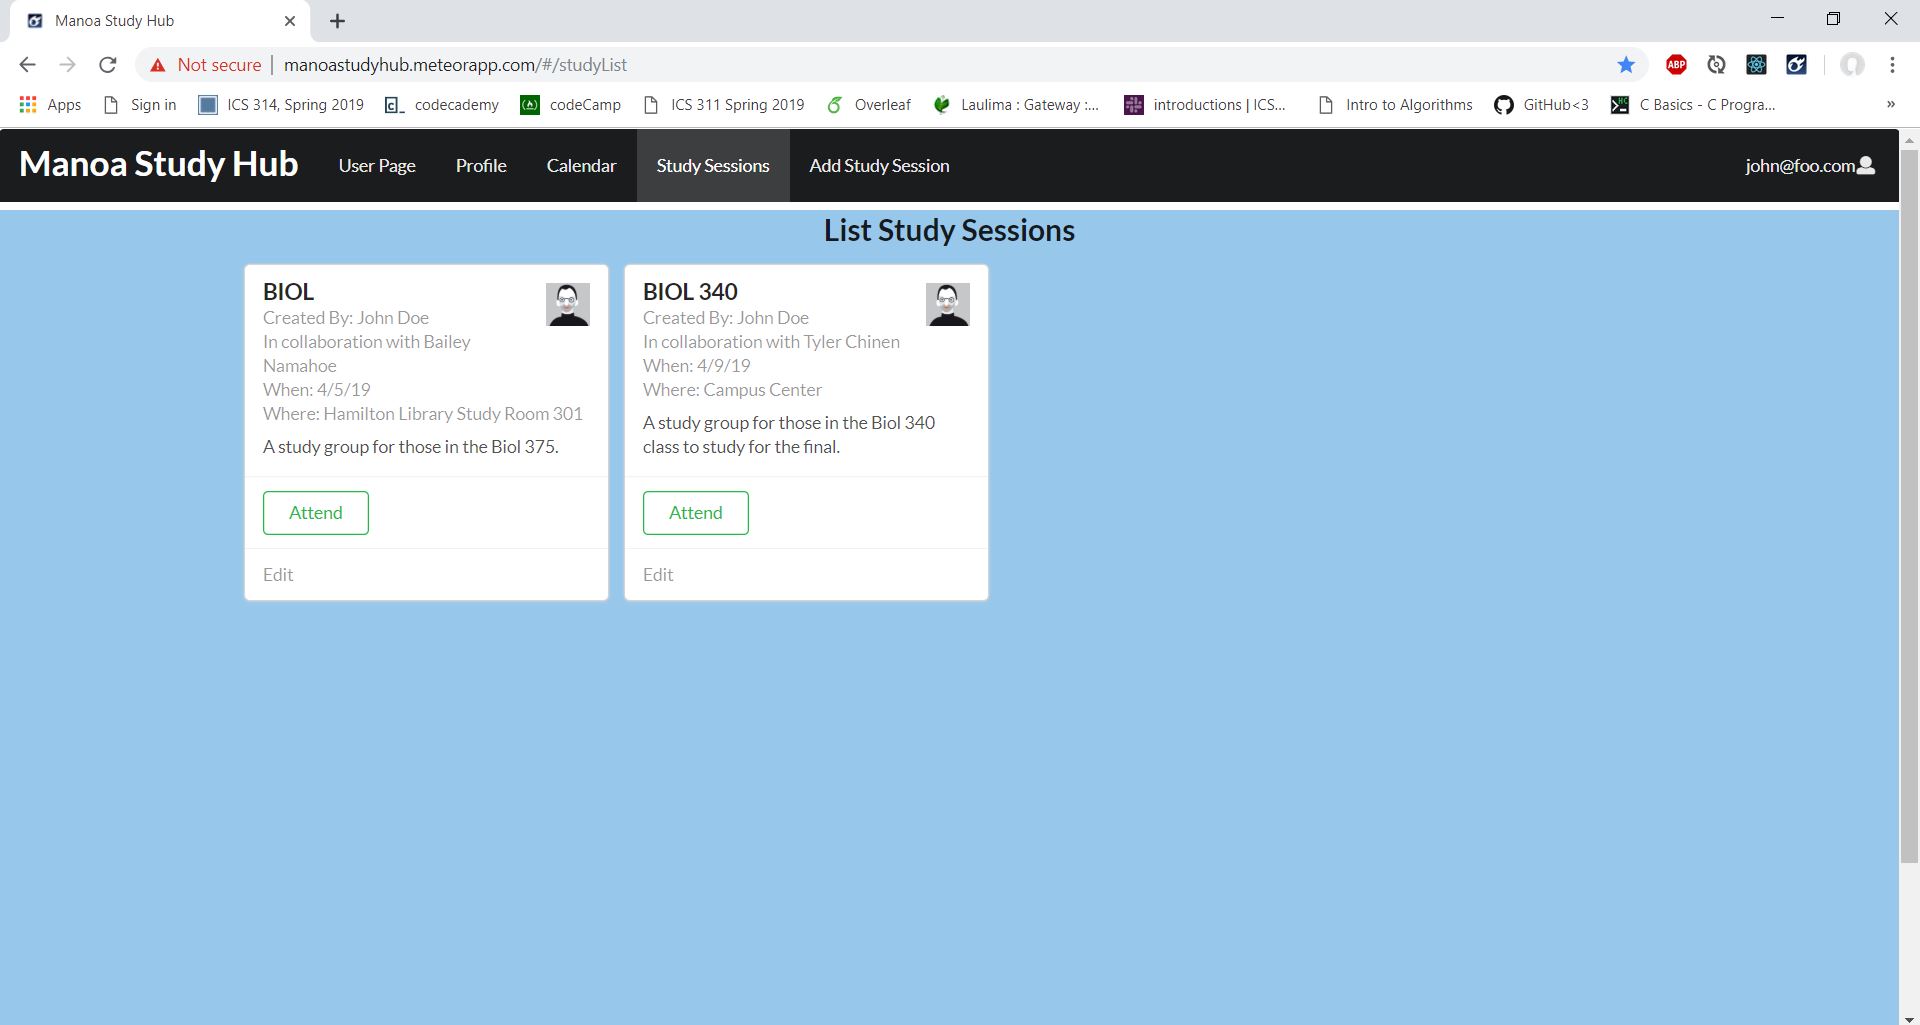 Manoa Study Hub
Not secure | manoastudyhub.meteorapp.com/#/studyList
ABP
Apps Sign in ICS 314, Spring 2019 codecademy codeCamp ICS 311 Spring 2019 Overleaf Laulima : Gateway :... introductions | ICS... Intro to Algorithms GitHub<3 C Basics - C Progra... »
Manoa Study Hub User Page Profile Calendar Study Sessions Add Study Session john@foo.com
List Study Sessions
BIOL
Created By: John Doe
In collaboration with Bailey
Namahoe
When: 4/5/19
Where: Hamilton Library Study Room 301
A study group for those in the Biol 375.
Attend
Edit
BIOL 340
Created By: John Doe
In collaboration with Tyler Chinen
When: 4/9/19
Where: Campus Center
A study group for those in the Biol 340
class to study for the final.
Attend
Edit